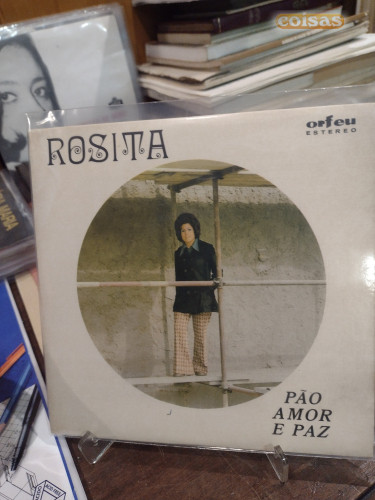 coisas
ROSITA
orfeu
ESTEREO
PÃO
AMOR
E PAZ